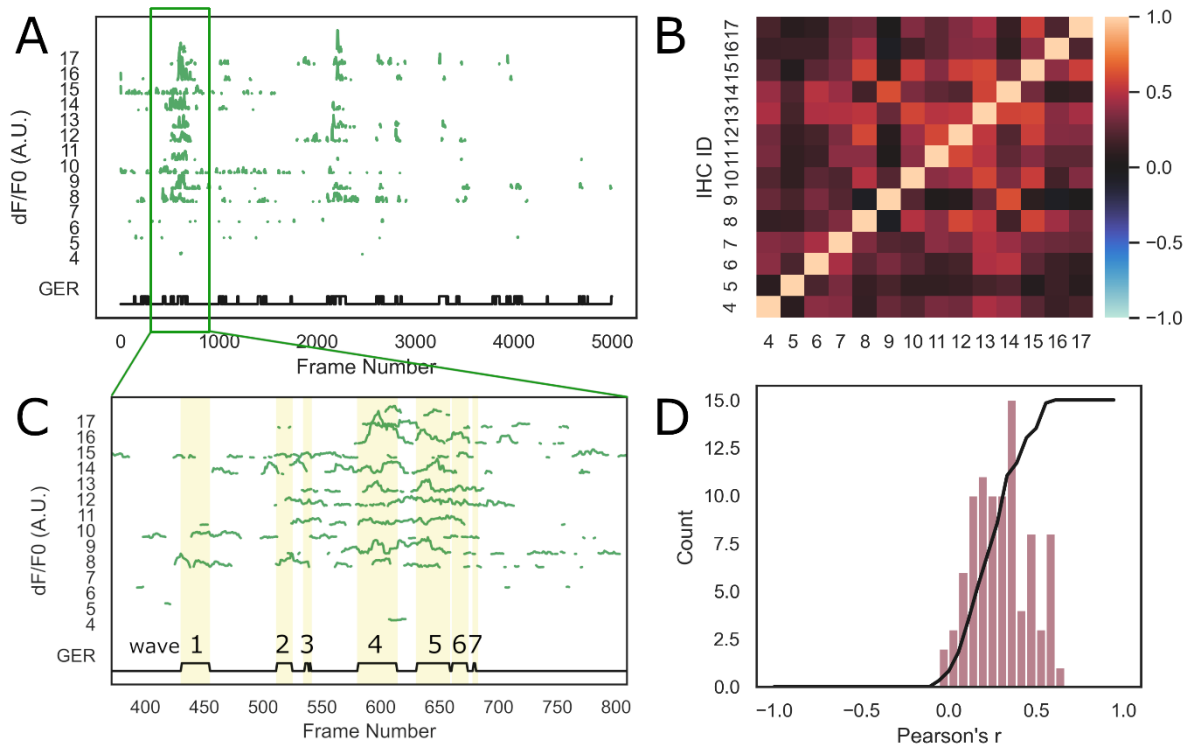 A
dF/F0 (A.U.)
17
16
15
14
13
12
11
10
9
8
7
6
5
4
GER
0 1000 2000 3000 4000 5000
Frame Number
B
IHC ID
4 5 6 7 8 9 10 11 12 13 14 15 16 17
4 5 6 7 8 9 10 11 12 13 14 15 16 17
1.0
0.5
0.0
−0.5
−1.0
C
dF/F0 (A.U.)
17
16
15
14
13
12
11
10
9
8
7
6
5
4
GER
wave 1 2 3 4 5 6 7
400 450 500 550 600 650 700 750 800
Frame Number
D
Count
15.0
12.5
10.0
7.5
5.0
2.5
0.0
−1.0 −0.5 0.0 0.5 1.0
Pearson's r